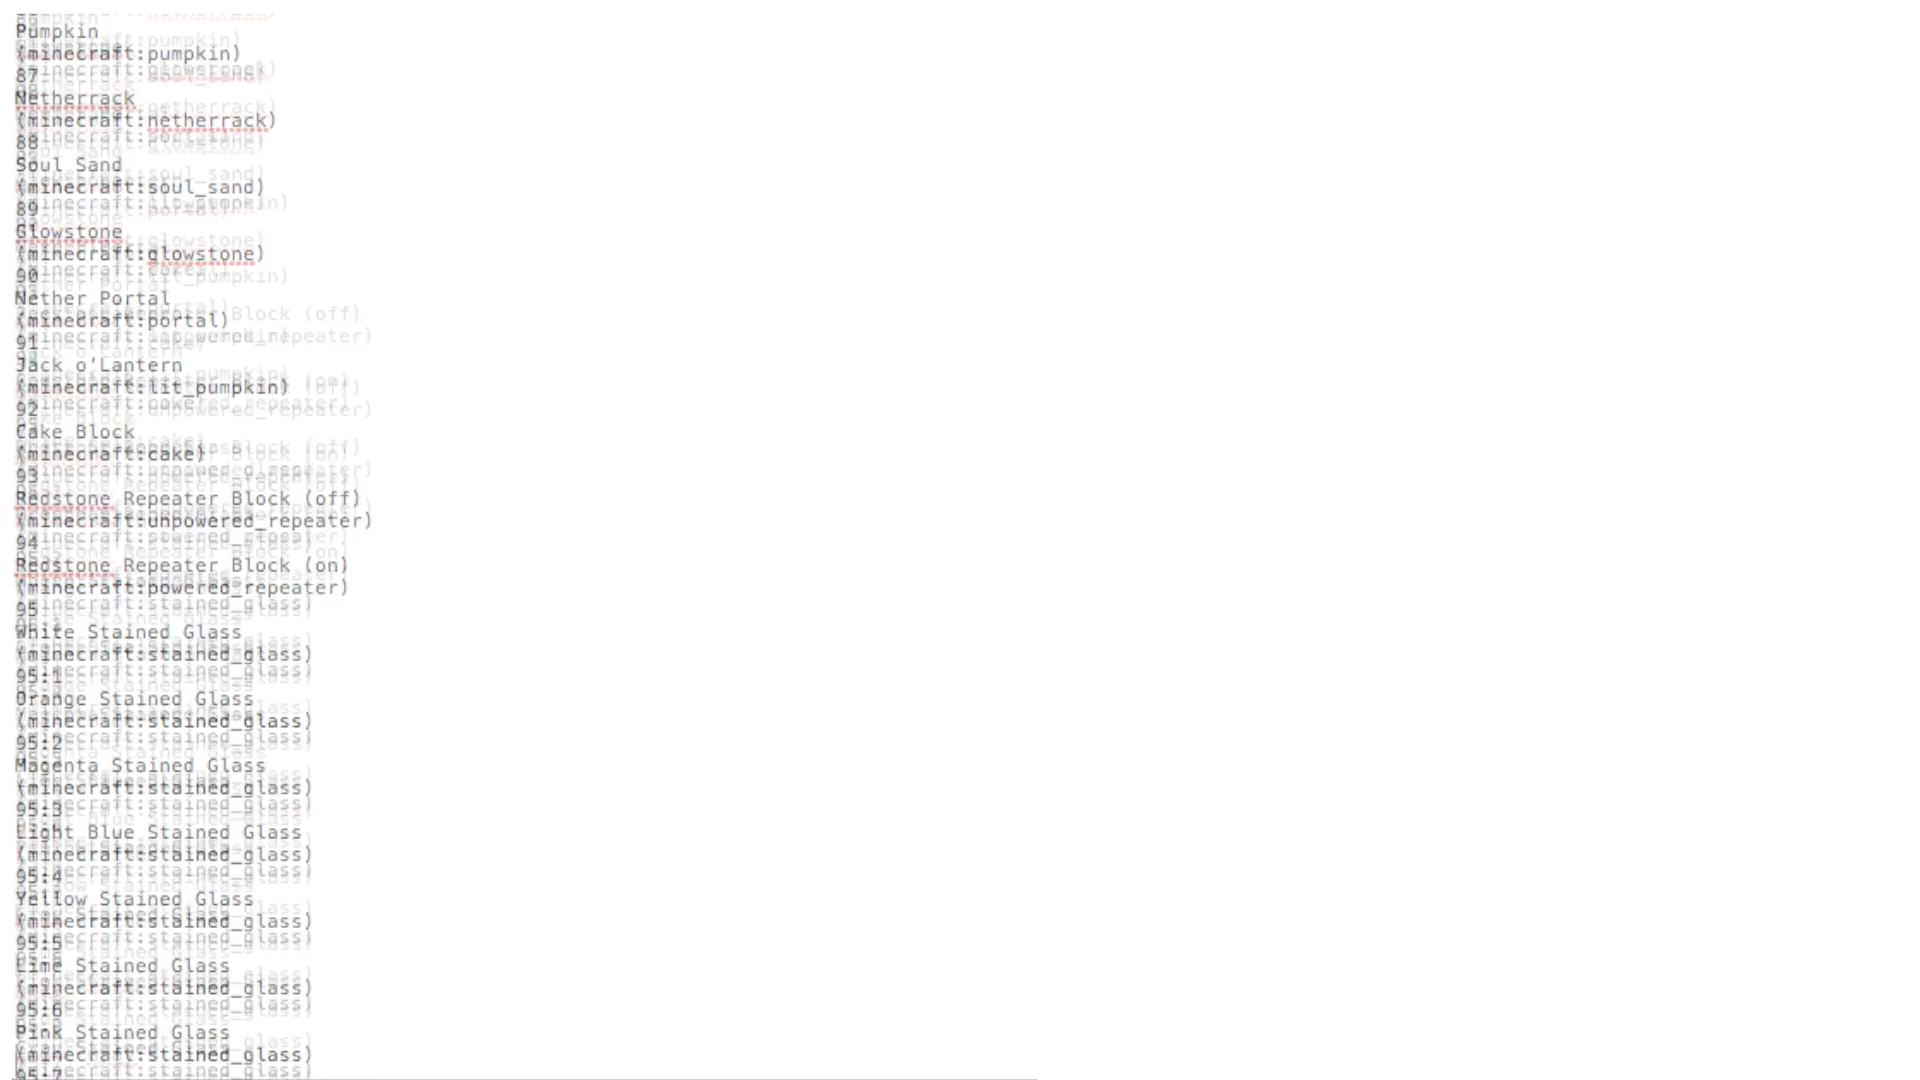 Pumpkin
(minecraft:pumpkin)
87
Netherrack
(minecraft:netherrack)
88
Soul Sand
(minecraft:soul_sand)
89
Glowstone
(minecraft:glowstone)
90
Nether Portal
(minecraft:portal)
91
Jack o'Lantern
(minecraft:lit_pumpkin)
92
Cake Block
(minecraft:cake)
93
Redstone Repeater Block (off)
(minecraft:unpowered_repeater)
94
Redstone Repeater Block (on)
(minecraft:powered_repeater)
95
White Stained Glass
(minecraft:stained_glass)
95:1
Orange Stained Glass
(minecraft:stained_glass)
95:2
Magenta Stained Glass
(minecraft:stained_glass)
95:3
Light Blue Stained Glass
(minecraft:stained_glass)
95:4
Yellow Stained Glass
(minecraft:stained_glass)
95:5
Lime Stained Glass
(minecraft:stained_glass)
95:6
Pink Stained Glass
(minecraft:stained_glass)
95:7